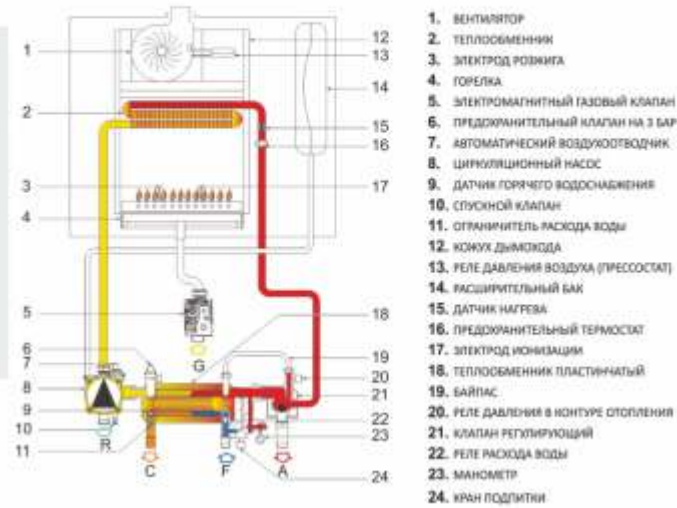 1
2
3
4
5
6
7
8
9
10
11
12
13
14
15
16
17
18
19
20
21
22
23
24
G
R
C
F
A
1. ВЕНТИЛЯТОР
2. ТЕПЛООБМЕННИК
3. ЭЛЕКТРОД РОЗЖИГА
4. ГОРЕЛКА
5. ЭЛЕКТРОМАГНИТНЫЙ ГАЗОВЫЙ КЛАПАН
6. ПРЕДОХРАНИТЕЛЬНЫЙ КЛАПАН НА 3 БАР
7. АВТОМАТИЧЕСКИЙ ВОЗДУХООТВОДЧИК
8. ЦИРКУЛЯЦИОННЫЙ НАСОС
9. ДАТЧИК ГОРЯЧЕГО ВОДОСНАБЖЕНИЯ
10. СПУСКНОЙ КЛАПАН
11. ОГРАНИЧИТЕЛЬ РАСХОДА ВОДЫ
12. КОЖУХ ДЫМОХОДА
13. РЕЛЕ ДАВЛЕНИЯ ВОЗДУХА (ПРЕССОСТАТ)
14. РАСШИРИТЕЛЬНЫЙ БАК
15. ДАТЧИК НАГРЕВА
16. ПРЕДОХРАНИТЕЛЬНЫЙ ТЕРМОСТАТ
17. ЭЛЕКТРОД ИОНИЗАЦИИ
18. ТЕПЛООБМЕННИК ПЛАСТИНЧАТЫЙ
19. БАЙПАС
20. РЕЛЕ ДАВЛЕНИЯ В КОНТУРЕ ОТОПЛЕНИЯ
21. КЛАПАН РЕГУЛИРУЮЩИЙ
22. РЕЛЕ РАСХОДА ВОДЫ
23. МАНОМЕТР
24. КРАН ПОДПИТКИ